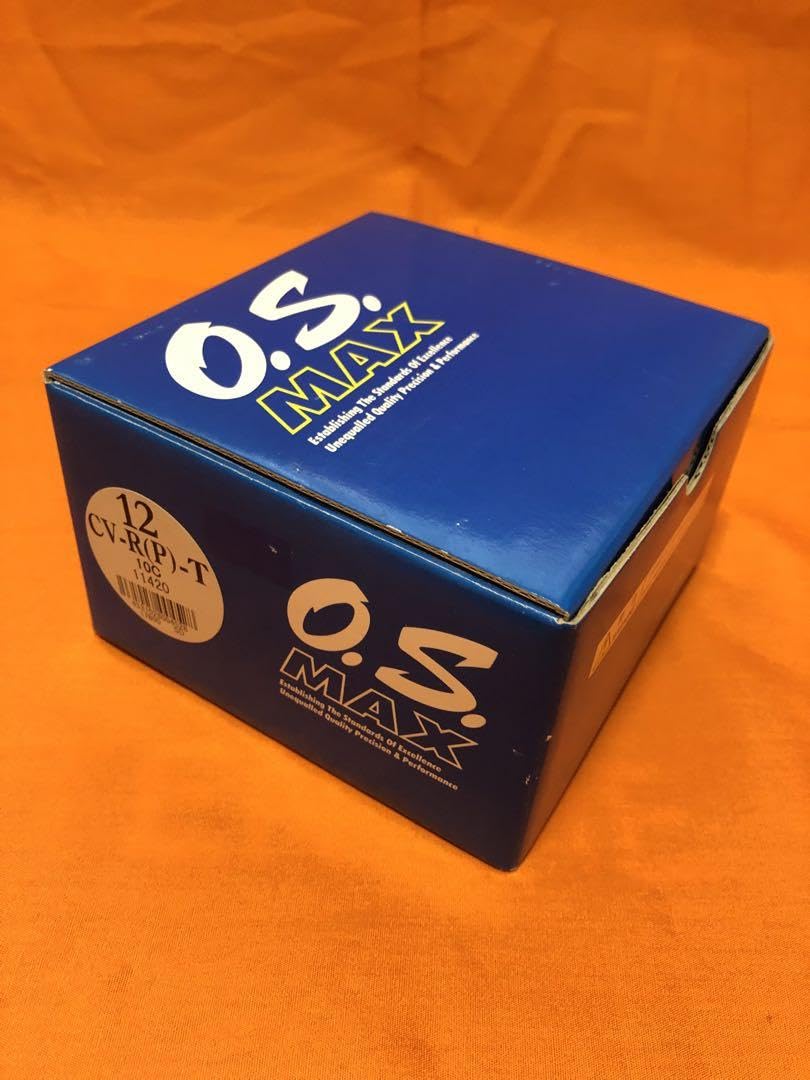 O.S.
MAX
Establishing The Standards Of Excellence
Unequalled Quality Precision & Performance
12
CV-R(P)-T
10C
11420
O.S.
MAX
Establishing The Standards Of Excellence
Unequalled Quality Precision & Performance